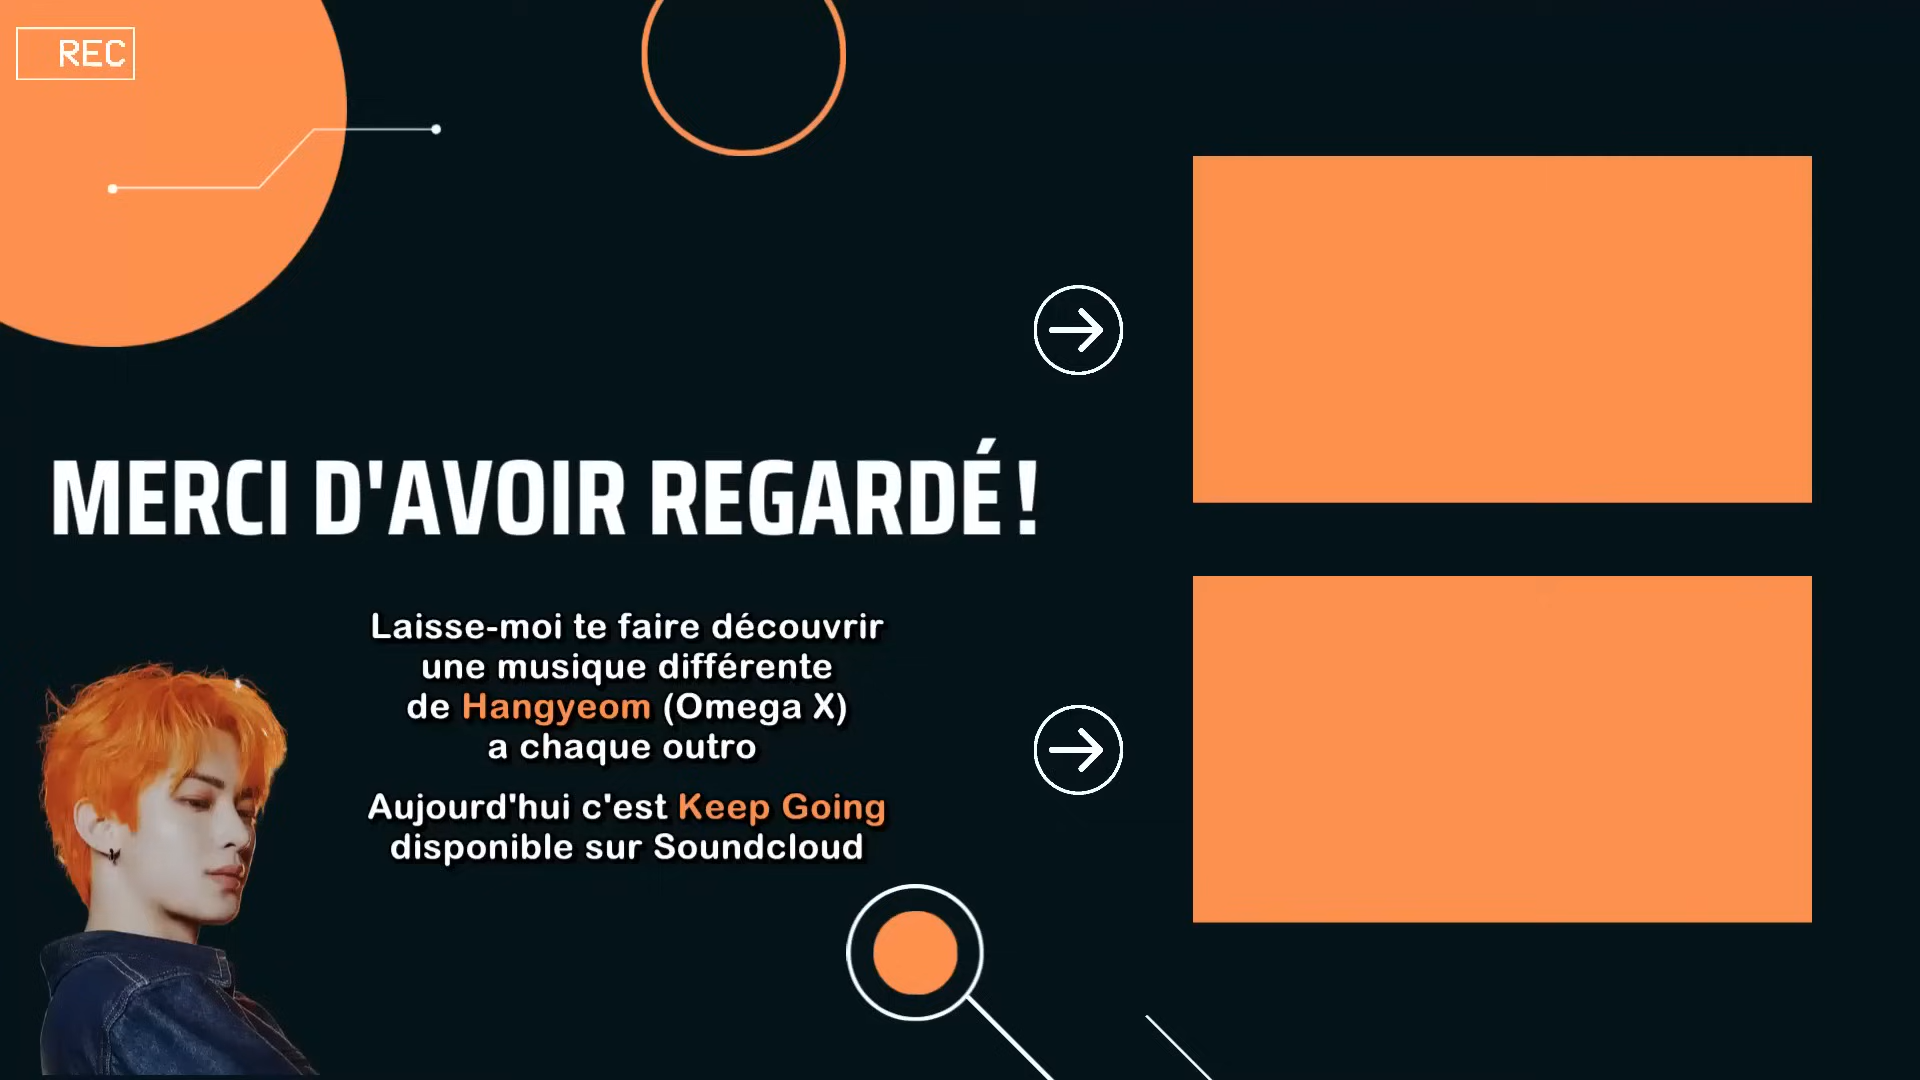 REC
MERCI D'AVOIR REGARDÉ !
Laisse-moi te faire découvrir
une musique différente
de Hangyeom (Omega X)
a chaque outro
Aujourd'hui c'est Keep Going
disponible sur Soundcloud